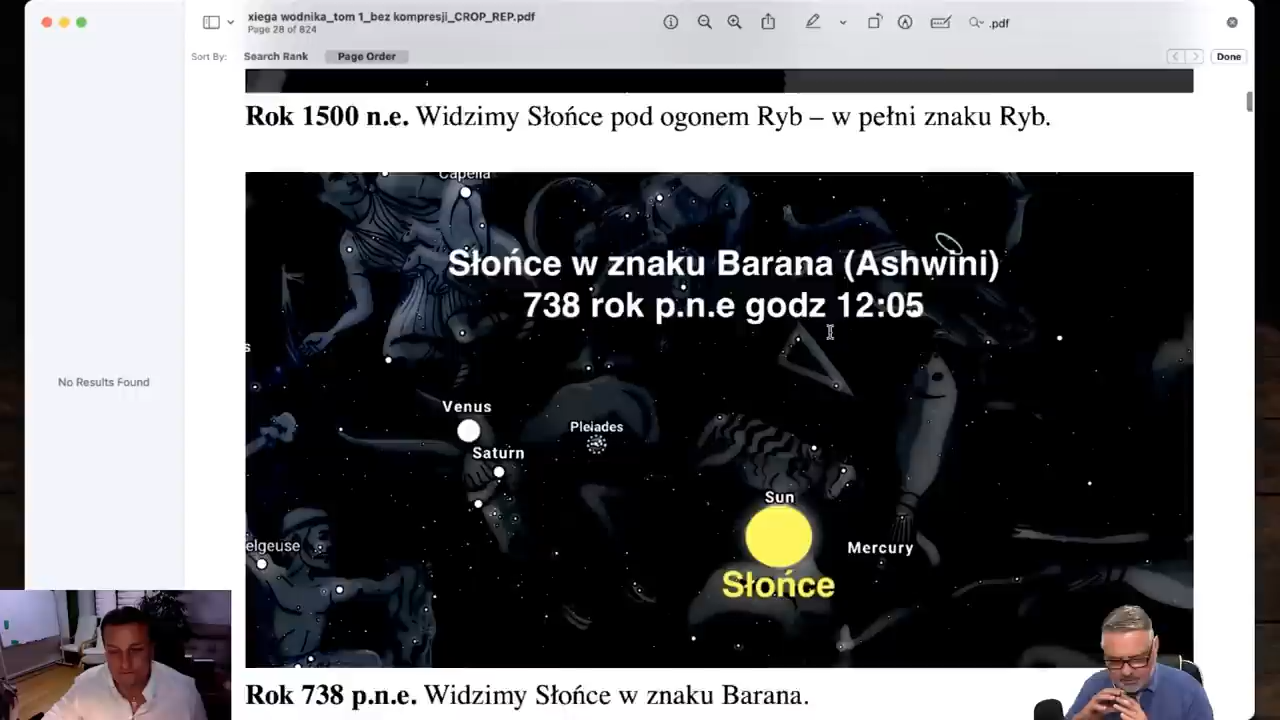 xiega wodnika_tom 1_bez kompresji_CROP_REP.pdf
Page 28 of 824
.pdf
Sort By:
Search Rank
Page Order
Done
Rok 1500 n.e. Widzimy Słońce pod ogonem Ryb – w pełni znaku Ryb.
Capella
Słońce w znaku Barana (Ashwini)
738 rok p.n.e godz 12:05
s
No Results Found
Venus
Pleiades
Saturn
Sun
elgeuse
Mercury
Słońce
Rok 738 p.n.e. Widzimy Słońce w znaku Barana.